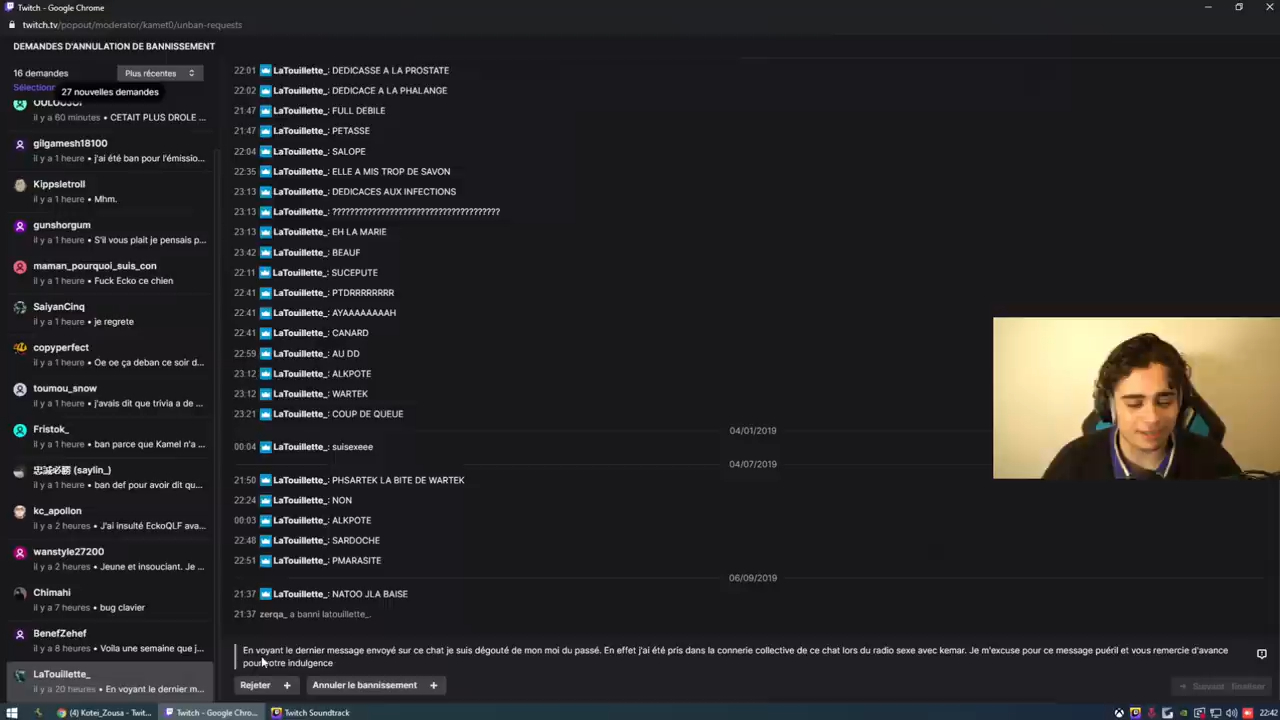 Twitch - Google Chrome
twitch.tv/popout/moderator/kamet0/unban-requests
DEMANDES D'ANNULATION DE BANNISSEMENT
16 demandes
Plus récentes
27 nouvelles demandes
il y a 60 minutes • CETAIT PLUS DROLE ...
gilgamesh18100
il y a 1 heure • j'ai été ban pour l'émissio...
Kippsletroll
il y a 1 heure • Mhm.
gunshorgum
il y a 1 heure • S'il vous plait je pensais p...
maman_pourquoi_suis_con
il y a 1 heure • Fuck Ecko ce chien
SaiyanCinq
il y a 1 heure • je regrete
copyperfect
il y a 1 heure • Oe oe ça deban ce soir d...
toumou_snow
il y a 1 heure • j'avais dit que trivia a de ...
Fristok_
il y a 1 heure • ban parce que Kamel n'a ...
忠誠必勝 (saylin_)
il y a 1 heure • ban def pour avoir dit qu...
kc_apollon
il y a 2 heures • J'ai insulté EckoQLF ava...
wanstyle27200
il y a 2 heures • Jeune et insouciant. Je ...
Chimahi
il y a 7 heures • bug clavier
BenefZehef
il y a 8 heures • Voila une semaine que j...
LaTouillette_
il y a 20 heures • En voyant le dernier m...
22:01 LaTouillette_: DEDICASSE A LA PROSTATE
22:02 LaTouillette_: DEDICACE A LA PHALANGE
21:47 LaTouillette_: FULL DEBILE
21:47 LaTouillette_: PETASSE
22:04 LaTouillette_: SALOPE
22:35 LaTouillette_: ELLE A MIS TROP DE SAVON
23:13 LaTouillette_: DEDICACES AUX INFECTIONS
23:13 LaTouillette_: ?????????????????????????????????????
23:13 LaTouillette_: EH LA MARIE
23:42 LaTouillette_: BEAUF
22:11 LaTouillette_: SUCEPUTE
22:41 LaTouillette_: PTDRRRRRRR
22:41 LaTouillette_: AYAAAAAAAAH
22:41 LaTouillette_: CANARD
22:59 LaTouillette_: AU DD
23:12 LaTouillette_: ALKPOTE
23:12 LaTouillette_: WARTEK
23:21 LaTouillette_: COUP DE QUEUE
04/01/2019
00:04 LaTouillette_: suisexeee
04/07/2019
21:50 LaTouillette_: PHSARTEK LA BITE DE WARTEK
22:24 LaTouillette_: NON
00:03 LaTouillette_: ALKPOTE
22:48 LaTouillette_: SARDOCHE
22:51 LaTouillette_: PMARASITE
06/09/2019
21:37 LaTouillette_: NATOO JLA BAISE
21:37 zerqa_ a banni latouillette_.
En voyant le dernier message envoyé sur ce chat je suis dégouté de mon moi du passé. En effet j'ai été pris dans la connerie collective de ce chat lors du radio sexe avec kemar. Je m'excuse pour ce message puéril et vous remercie d'avance
pour votre indulgence
Rejeter +
Annuler le bannissement +
Suivant
(4) Kotei_Zousa - Twit...
Twitch - Google Chro...
Twitch Soundtrack
22:42